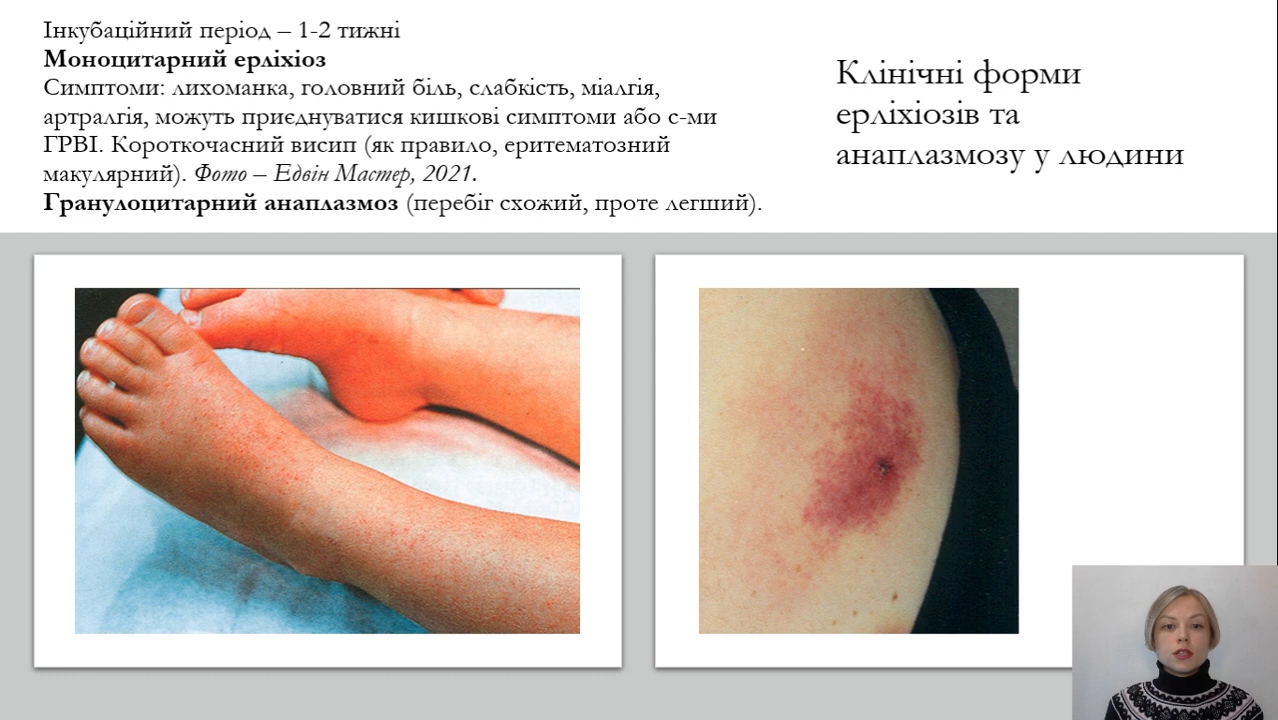 Інкубаційний період – 1-2 тижні
Моноцитарний ерліхіоз
Симптоми: лихоманка, головний біль, слабкість, міалгія,
артралгія, можуть приєднуватися кишкові симптоми або с-ми
ГРВІ. Короткочасний висип (як правило, еритематозний
макулярний). Фото – Едвін Мастер, 2021.
Гранулоцитарний анаплазмоз (перебіг схожий, проте легший).
Клінічні форми
ерліхіозів та
анаплазмозу у людини